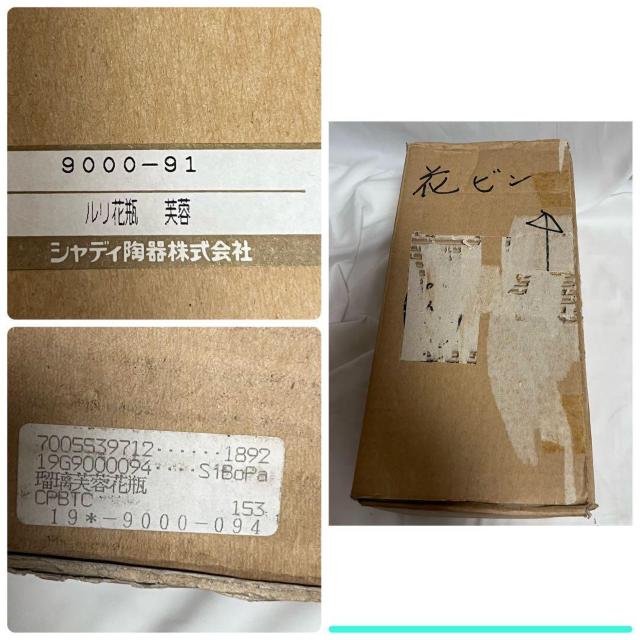 9000-91
ルリ花瓶 芙蓉
シャディ陶器株式会社
7005539712······1892
19G9000094····S1BoPa
瑠璃芙蓉花瓶
CPBTC 153
19*-9000-094
花ビン